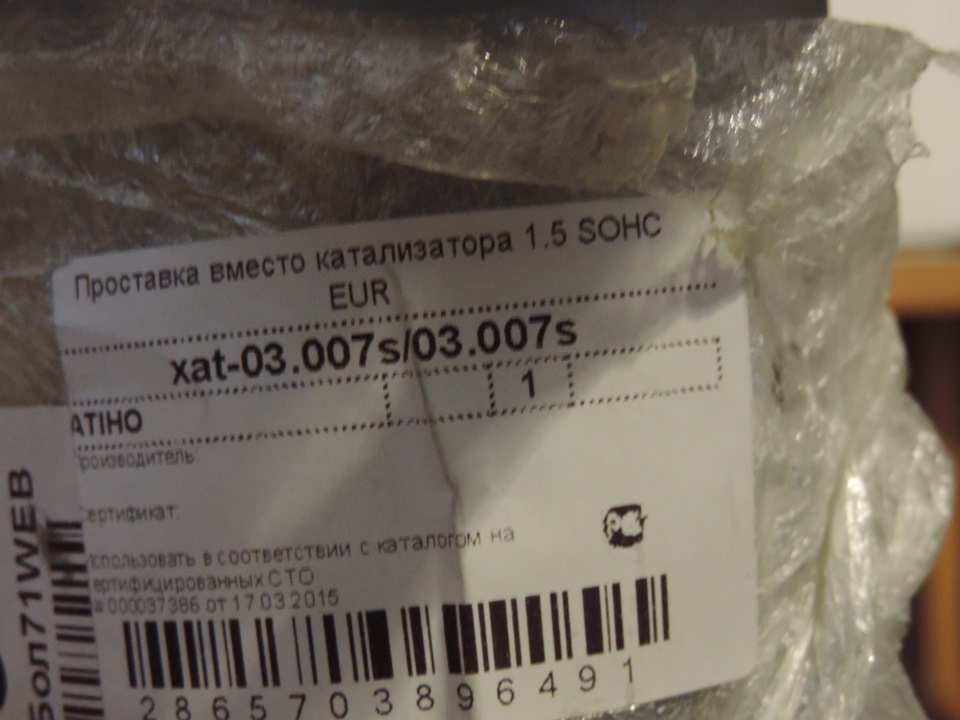 Проставка вместо катализатора 1.5 SOHC
EUR
xat-03.007s/03.007s
1
ATIHO
роизводитель:
ертификат:
спользовать в соответствии с каталогом на
ертифицированных СТО
000037386 от 17.03.2015
2865703896491
5ол71WEB